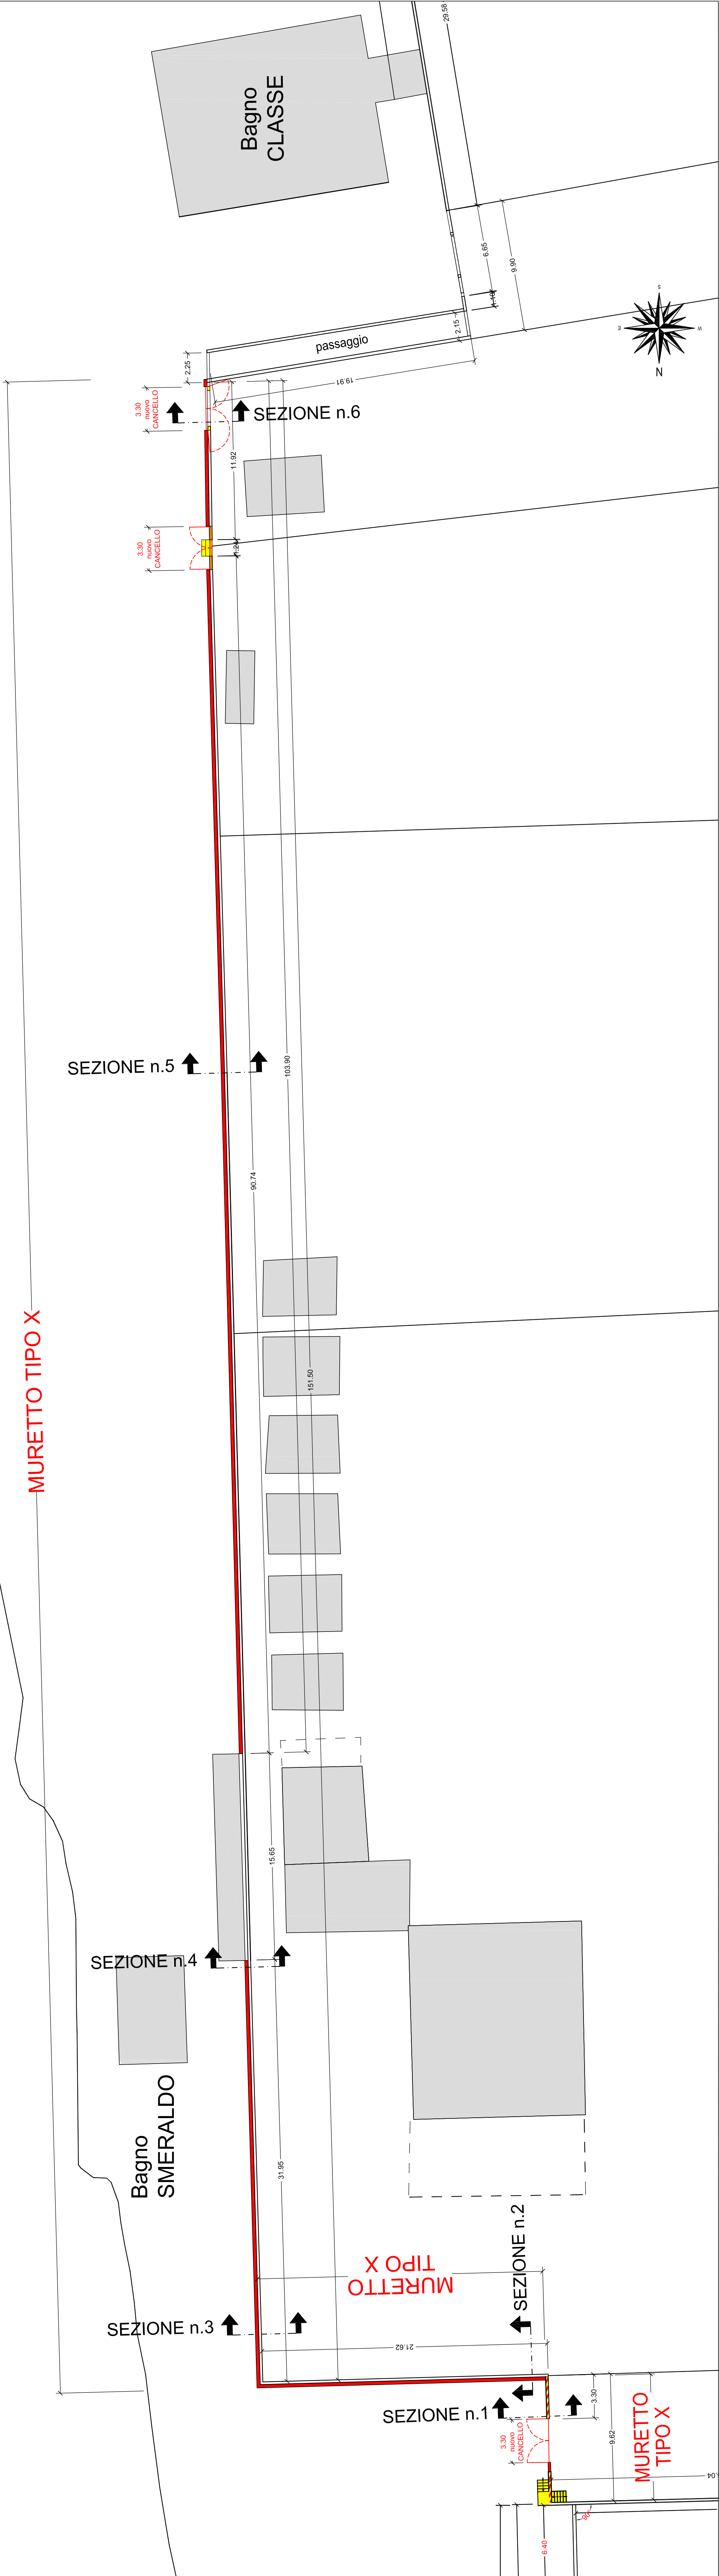 29.58
Bagno
CLASSE
6.65
9.90
2.15
passaggio
19.91
2.25
S
E
W
N
3.30
nuovo
CANCELLO
SEZIONE n.6
11.92
3.30
nuovo
CANCELLO
SEZIONE n.5
103.90
90.74
MURETTO TIPO X
151.50
15.65
SEZIONE n.4
Bagno
SMERALDO
31.95
SEZIONE n.2
MURETTO
TIPO X
SEZIONE n.3
21.62
SEZIONE n.1
3.30
3.30
nuovo
CANCELLO
9.62
MURETTO
TIPO X
6.40